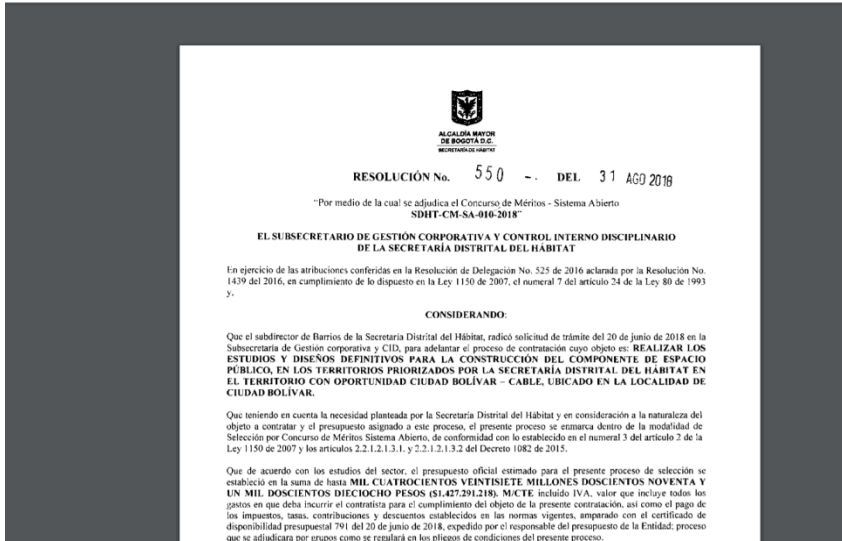 ALCALDÍA MAYOR
DE BOGOTÁ D.C.
SECRETARÍA DE HÁBITAT
RESOLUCIÓN No. 550 -. DEL 31 AGO 2018
"Por medio de la cual se adjudica el Concurso de Méritos - Sistema Abierto
SDHT-CM-SA-010-2018"
EL SUBSECRETARIO DE GESTIÓN CORPORATIVA Y CONTROL INTERNO DISCIPLINARIO
DE LA SECRETARÍA DISTRITAL DEL HÁBITAT
En ejercicio de las atribuciones conferidas en la Resolución de Delegación No. 525 de 2016 aclarada por la Resolución No.
1439 del 2016, en cumplimiento de lo dispuesto en la Ley 1150 de 2007, el numeral 7 del artículo 24 de la Ley 80 de 1993
y,
CONSIDERANDO:
Que el subdirector de Barrios de la Secretaria Distrital del Hábitat, radicó solicitud de trámite del 20 de junio de 2018 en la
Subsecretaría de Gestión corporativa y CID, para adelantar el proceso de contratación cuyo objeto es: REALIZAR LOS
ESTUDIOS Y DISEÑOS DEFINITIVOS PARA LA CONSTRUCCIÓN DEL COMPONENTE DE ESPACIO
PÚBLICO, EN LOS TERRITORIOS PRIORIZADOS POR LA SECRETARÍA DISTRITAL DEL HÁBITAT EN
EL TERRITORIO CON OPORTUNIDAD CIUDAD BOLÍVAR – CABLE, UBICADO EN LA LOCALIDAD DE
CIUDAD BOLÍVAR.
Que teniendo en cuenta la necesidad planteada por la Secretaría Distrital del Hábitat y en consideración a la naturaleza del
objeto a contratar y el presupuesto asignado a este proceso, el presente proceso se enmarca dentro de la modalidad de
Selección por Concurso de Méritos Sistema Abierto, de conformidad con lo establecido en el numeral 3 del artículo 2 de la
Ley 1150 de 2007 y los artículos 2.2.1.2.1.3.1. y 2.2.1.2.1.3.2 del Decreto 1082 de 2015.
Que de acuerdo con los estudios del sector, el presupuesto oficial estimado para el presente proceso de selección se
estableció en la suma de hasta MIL CUATROCIENTOS VEINTISIETE MILLONES DOSCIENTOS NOVENTA Y
UN MIL DOSCIENTOS DIECIOCHO PESOS ($1.427.291.218). M/CTE incluido IVA, valor que incluye todos los
gastos en que deba incurrir el contratista para el cumplimiento del objeto de la presente contratación, así como el pago de
los impuestos, tasas, contribuciones y descuentos establecidos en las normas vigentes, amparado con el certificado de
disponibilidad presupuestal 791 del 20 de junio de 2018, expedido por el responsable del presupuesto de la Entidad; proceso
que se adjudicara por grupos como se regulará en los pliegos de condiciones del presente proceso.